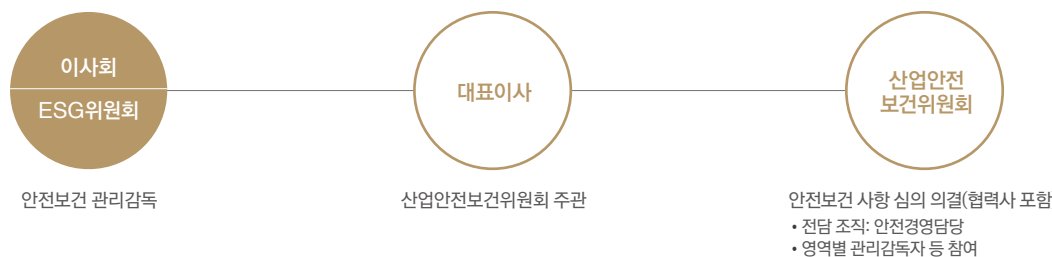 이사회
ESG위원회
안전보건 관리감독
대표이사
산업안전보건위원회 주관
산업안전
보건위원회
안전보건 사항 심의 의결(협력사 포함
• 전담 조직: 안전경영담당
• 영역별 관리감독자 등 참여